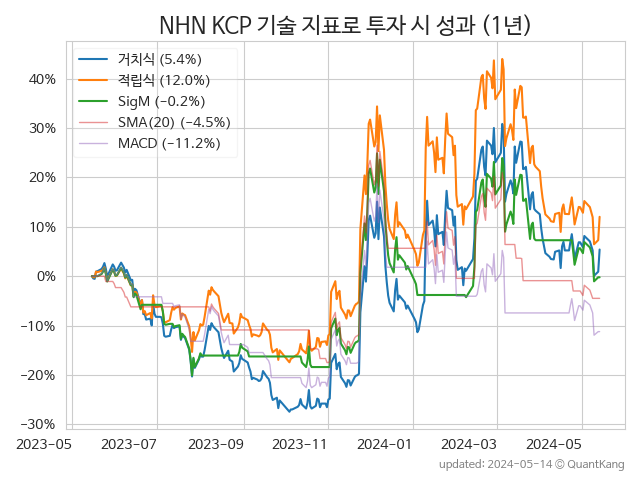 NHN KCP 기술 지표로 투자 시 성과 (1년)
거치식 (5.4%)
적립식 (12.0%)
SigM (−0.2%)
SMA(20) (−4.5%)
MACD (−11.2%)
40%
30%
20%
10%
0%
−10%
−20%
−30%
2023-05 2023-07 2023-09 2023-11 2024-01 2024-03 2024-05
updated: 2024-05-14 © QuantKang